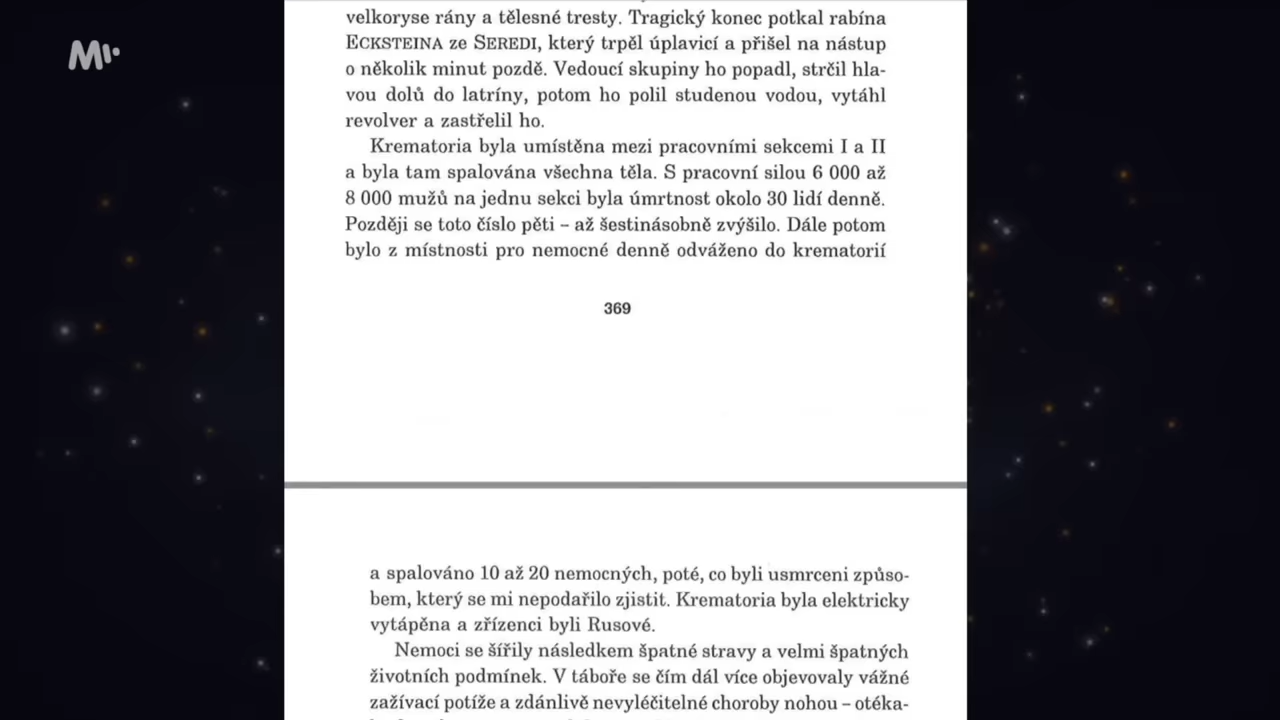 velkoryse rány a tělesné tresty. Tragický konec potkal rabína
ECKSTEINA ze SEREDI, který trpěl úplavicí a přišel na nástup
o několik minut pozdě. Vedoucí skupiny ho popadl, strčil hla-
vou dolů do latríny, potom ho polil studenou vodou, vytáhl
revolver a zastřelil ho.
Krematoria byla umístěna mezi pracovními sekcemi I a II
a byla tam spalována všechna těla. S pracovní silou 6 000 až
8 000 mužů na jednu sekci byla úmrtnost okolo 30 lidí denně.
Později se toto číslo pěti – až šestinásobně zvýšilo. Dále potom
bylo z místnosti pro nemocné denně odváženo do krematorií
369
a spalováno 10 až 20 nemocných, poté, co byli usmrceni způso-
bem, který se mi nepodařilo zjistit. Krematoria byla elektricky
vytápěna a zřízenci byli Rusové.
Nemoci se šířily následkem špatné stravy a velmi špatných
životních podmínek. V táboře se čím dál více objevovaly vážné
zažívací potíže a zdánlivě nevyléčitelné choroby nohou – otéka-